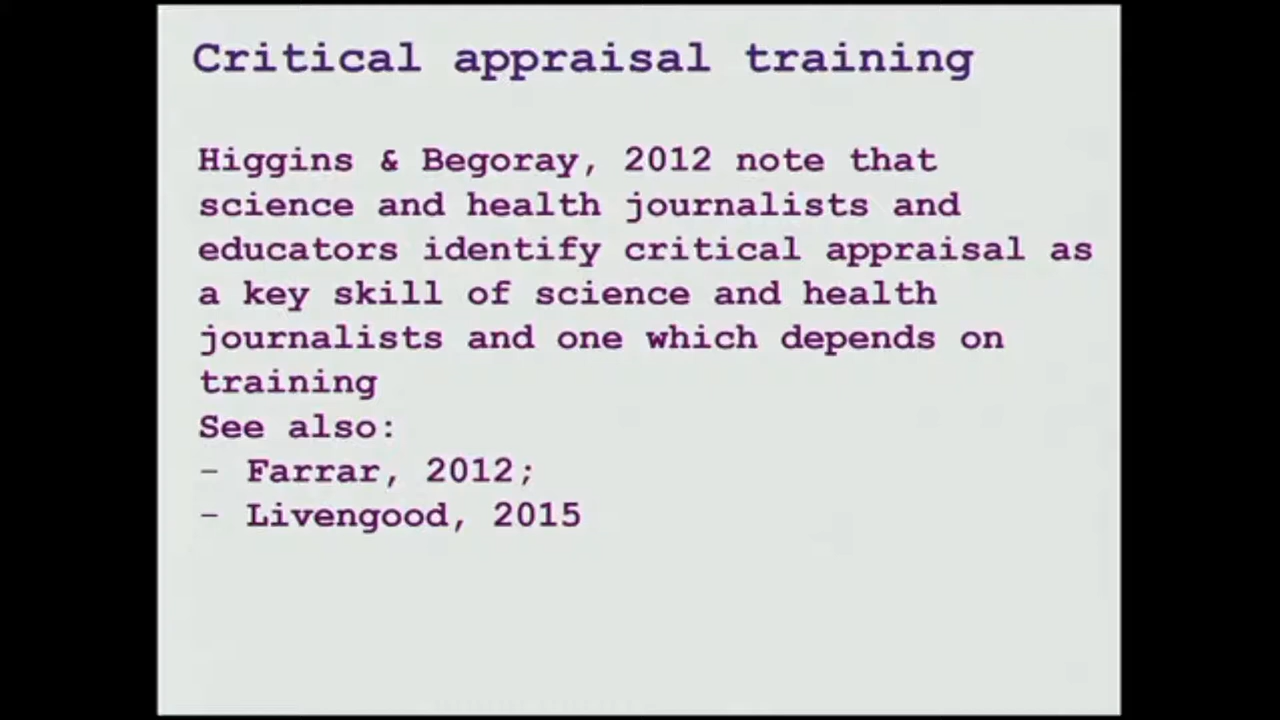 Critical appraisal training
Higgins & Begoray, 2012 note that
science and health journalists and
educators identify critical appraisal as
a key skill of science and health
journalists and one which depends on
training
See also:
– Farrar, 2012;
– Livengood, 2015